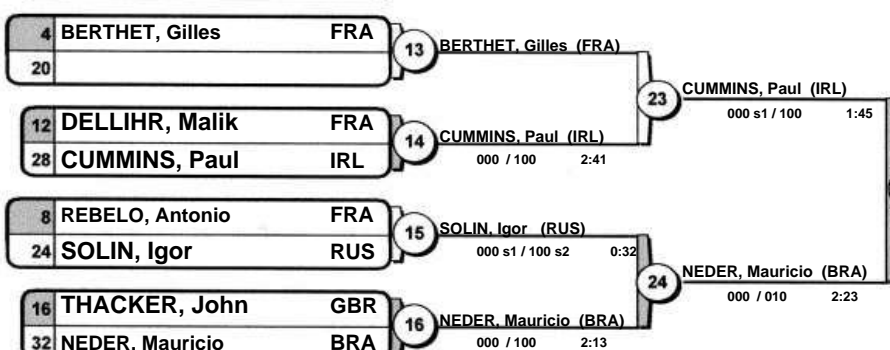 4 BERTHET, Gilles FRA
20
13
BERTHET, Gilles (FRA)
12 DELLIHR, Malik FRA
28 CUMMINS, Paul IRL
14
CUMMINS, Paul (IRL)
000 / 100 2:41
23
CUMMINS, Paul (IRL)
000 s1 / 100 1:45
8 REBELO, Antonio FRA
24 SOLIN, Igor RUS
15
SOLIN, Igor (RUS)
000 s1 / 100 s2 0:32
16 THACKER, John GBR
32 NEDER, Mauricio BRA
16
NEDER, Mauricio (BRA)
000 / 100 2:13
24
NEDER, Mauricio (BRA)
000 / 010 2:23